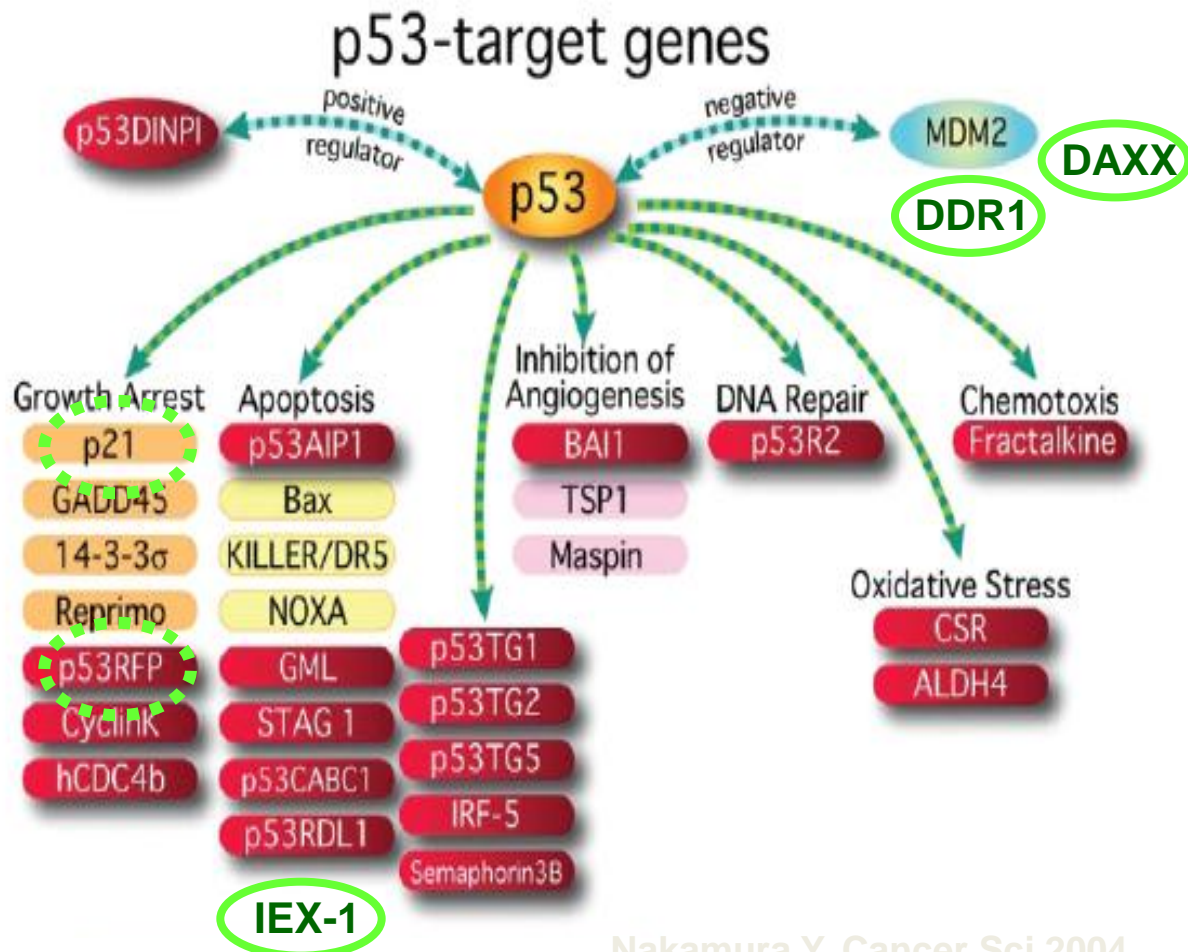 p53-target genes
p53DINPI
positive
regulator
negative
regulator
MDM2
DAXX
p53
DDR1
Growth Arrest
p21
GADD45
14-3-3σ
Reprimo
p53RFP
CyclinK
hCDC4b
Apoptosis
p53AIP1
Bax
KILLER/DR5
NOXA
GML
STAG 1
p53CABC1
p53RDL1
IEX-1
p53TG1
p53TG2
p53TG5
IRF-5
Semaphorin3B
Inhibition of
Angiogenesis
BAI1
TSP1
Maspin
DNA Repair
p53R2
Chemotoxis
Fractalkine
Oxidative Stress
CSR
ALDH4
Nakamura Y, Cancer Sci 2004